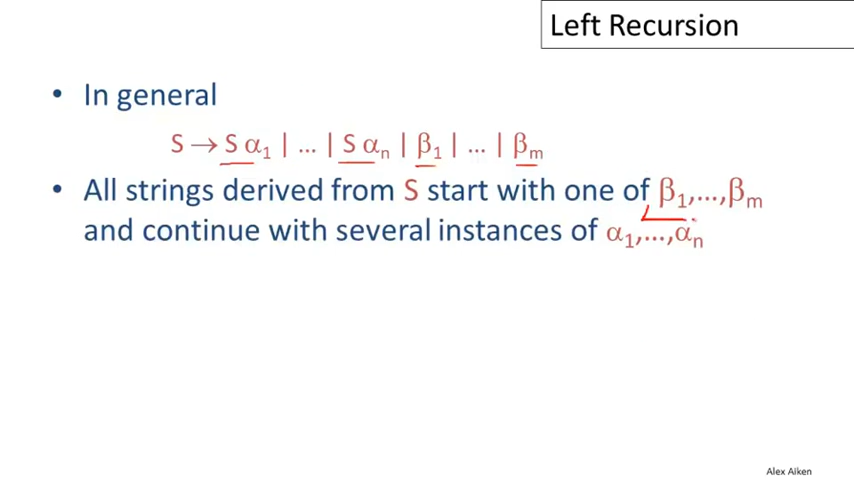 Left Recursion
• In general
S → S α₁ | ... | S αₙ | β₁ | ... | βₘ
• All strings derived from S start with one of β₁,...,βₘ
and continue with several instances of α₁,...,αₙ
Alex Aiken